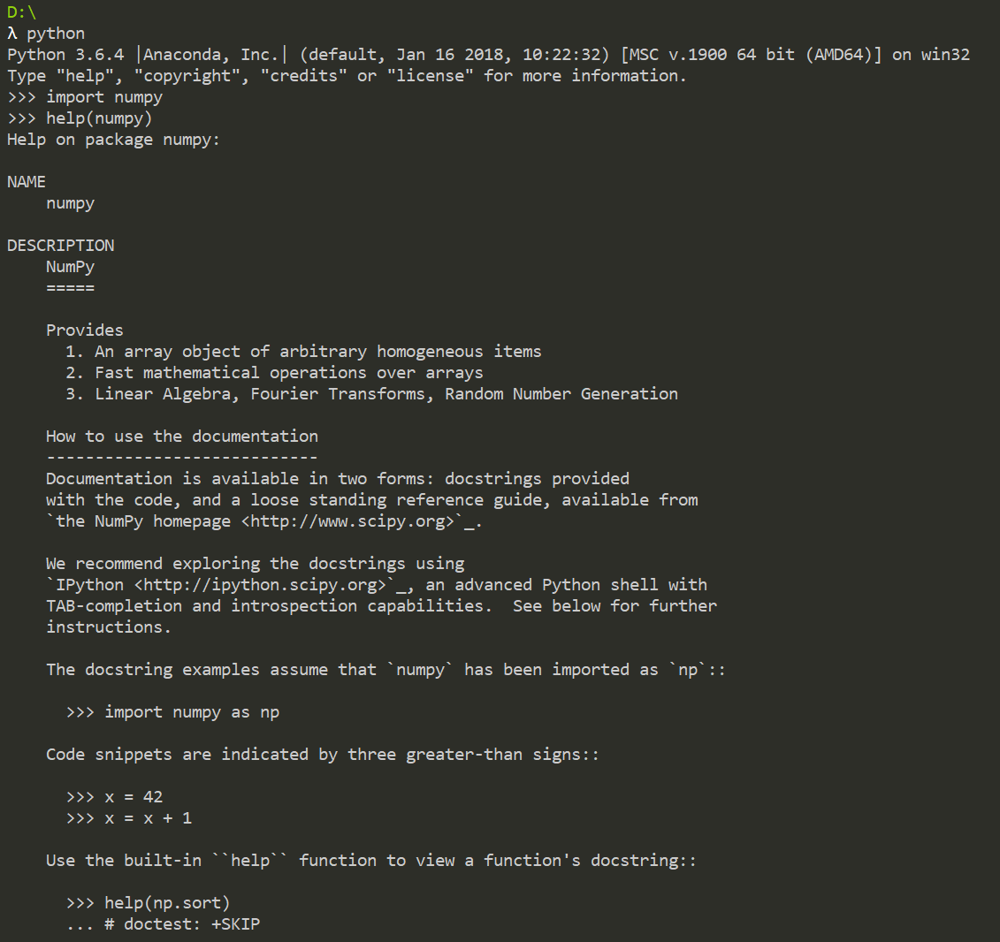 D:\
λ python
Python 3.6.4 |Anaconda, Inc.| (default, Jan 16 2018, 10:22:32) [MSC v.1900 64 bit (AMD64)] on win32
Type "help", "copyright", "credits" or "license" for more information.
>>> import numpy
>>> help(numpy)
Help on package numpy:

NAME
    numpy

DESCRIPTION
    NumPy
    =====

    Provides
      1. An array object of arbitrary homogeneous items
      2. Fast mathematical operations over arrays
      3. Linear Algebra, Fourier Transforms, Random Number Generation

    How to use the documentation
    ----------------------------
    Documentation is available in two forms: docstrings provided
    with the code, and a loose standing reference guide, available from
    `the NumPy homepage <http://www.scipy.org>`_.

    We recommend exploring the docstrings using
    `IPython <http://ipython.scipy.org>`_, an advanced Python shell with
    TAB-completion and introspection capabilities.  See below for further
    instructions.

    The docstring examples assume that `numpy` has been imported as `np`::

      >>> import numpy as np

    Code snippets are indicated by three greater-than signs::

      >>> x = 42
      >>> x = x + 1

    Use the built-in ``help`` function to view a function's docstring::

      >>> help(np.sort)
      ... # doctest: +SKIP